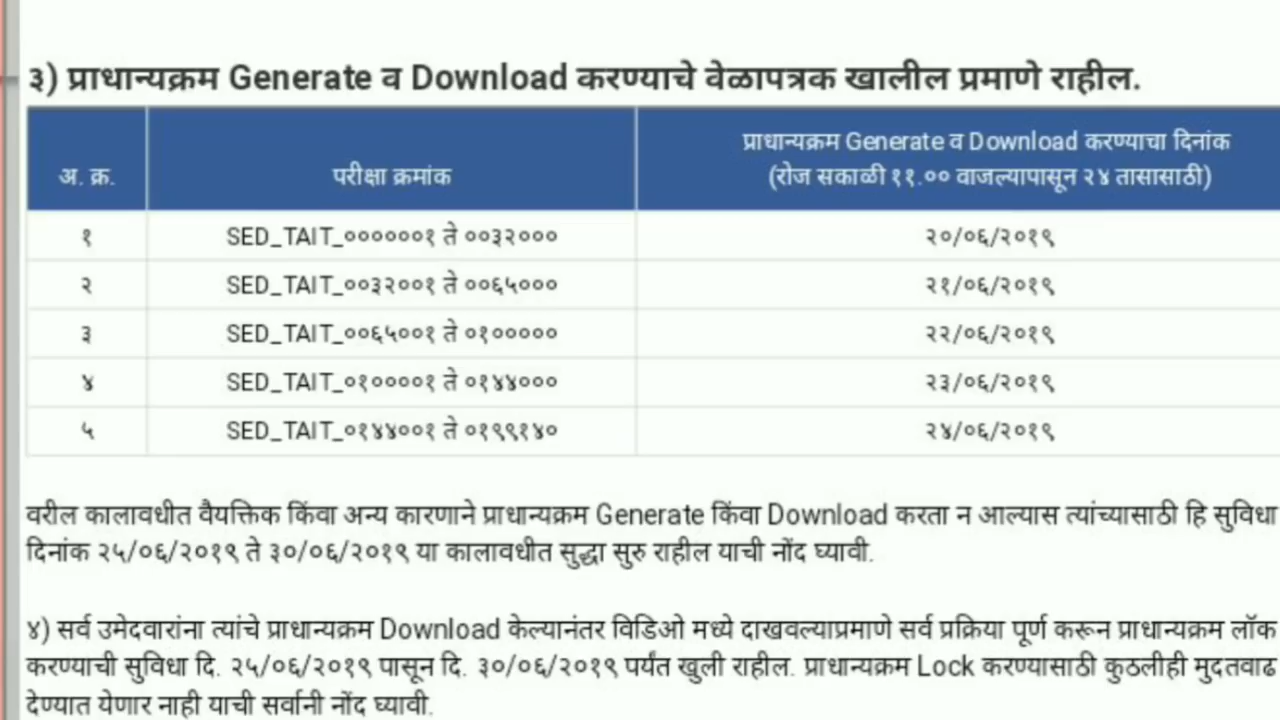 ३) प्राधान्यक्रम Generate व Download करण्याचे वेळापत्रक खालील प्रमाणे राहील.
अ. क्र.
परीक्षा क्रमांक
प्राधान्यक्रम Generate व Download करण्याचा दिनांक
(रोज सकाळी ११.०० वाजल्यापासून २४ तासासाठी)
१ SED_TAIT_००००००१ ते ००३२००० २०/०६/२०१९
२ SED_TAIT_००३२००१ ते ००६५००० २१/०६/२०१९
३ SED_TAIT_००६५००१ ते ०१००००० २२/०६/२०१९
४ SED_TAIT_०१००००१ ते ०१४४००० २३/०६/२०१९
५ SED_TAIT_०१४४००१ ते ०१९९१४० २४/०६/२०१९
वरील कालावधीत वैयक्तिक किंवा अन्य कारणाने प्राधान्यक्रम Generate किंवा Download करता न आल्यास त्यांच्यासाठी हि सुविधा
दिनांक २५/०६/२०१९ ते ३०/०६/२०१९ या कालावधीत सुद्धा सुरु राहील याची नोंद घ्यावी.
४) सर्व उमेदवारांना त्यांचे प्राधान्यक्रम Download केल्यानंतर विडिओ मध्ये दाखवल्याप्रमाणे सर्व प्रक्रिया पूर्ण करून प्राधान्यक्रम लॉक
करण्याची सुविधा दि. २५/०६/२०१९ पासून दि. ३०/०६/२०१९ पर्यंत खुली राहील. प्राधान्यक्रम Lock करण्यासाठी कुठलीही मुदतवाढ
देण्यात येणार नाही याची सर्वानी नोंद घ्यावी.